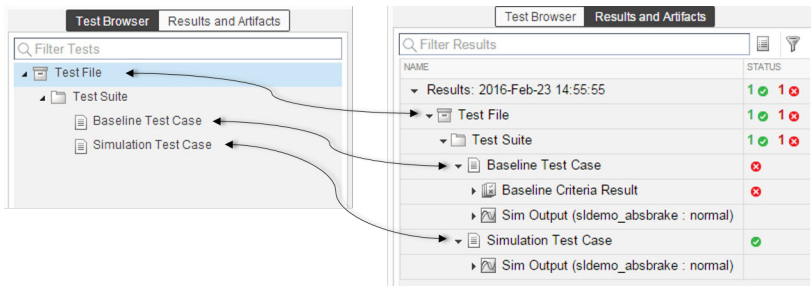 Test Browser Results and Artifacts
Filter Tests
Test File
Test Suite
Baseline Test Case
Simulation Test Case
Test Browser Results and Artifacts
Filter Results
NAME STATUS
Results: 2016-Feb-23 14:55:55 1 1
Test File 1 1
Test Suite 1 1
Baseline Test Case
Baseline Criteria Result
Sim Output (sldemo_absbrake : normal)
Simulation Test Case
Sim Output (sldemo_absbrake : normal)